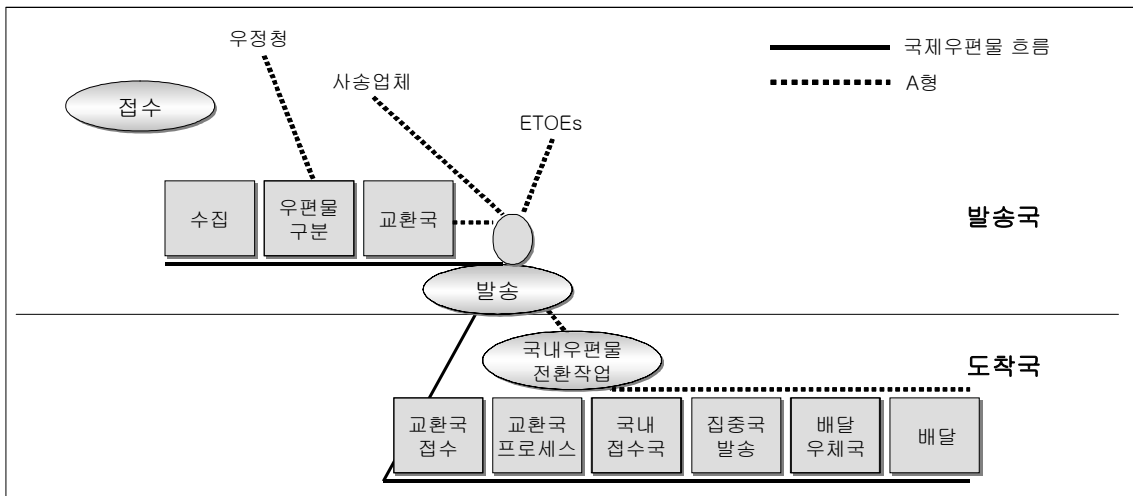 우정청
국제우편물 흐름
사송업체
A형
접수
ETOEs
수집
우편물
구분
교환국
발송국
발송
국내우편물
전환작업
도착국
교환국
접수
교환국
프로세스
국내
접수국
집중국
발송
배달
우체국
배달